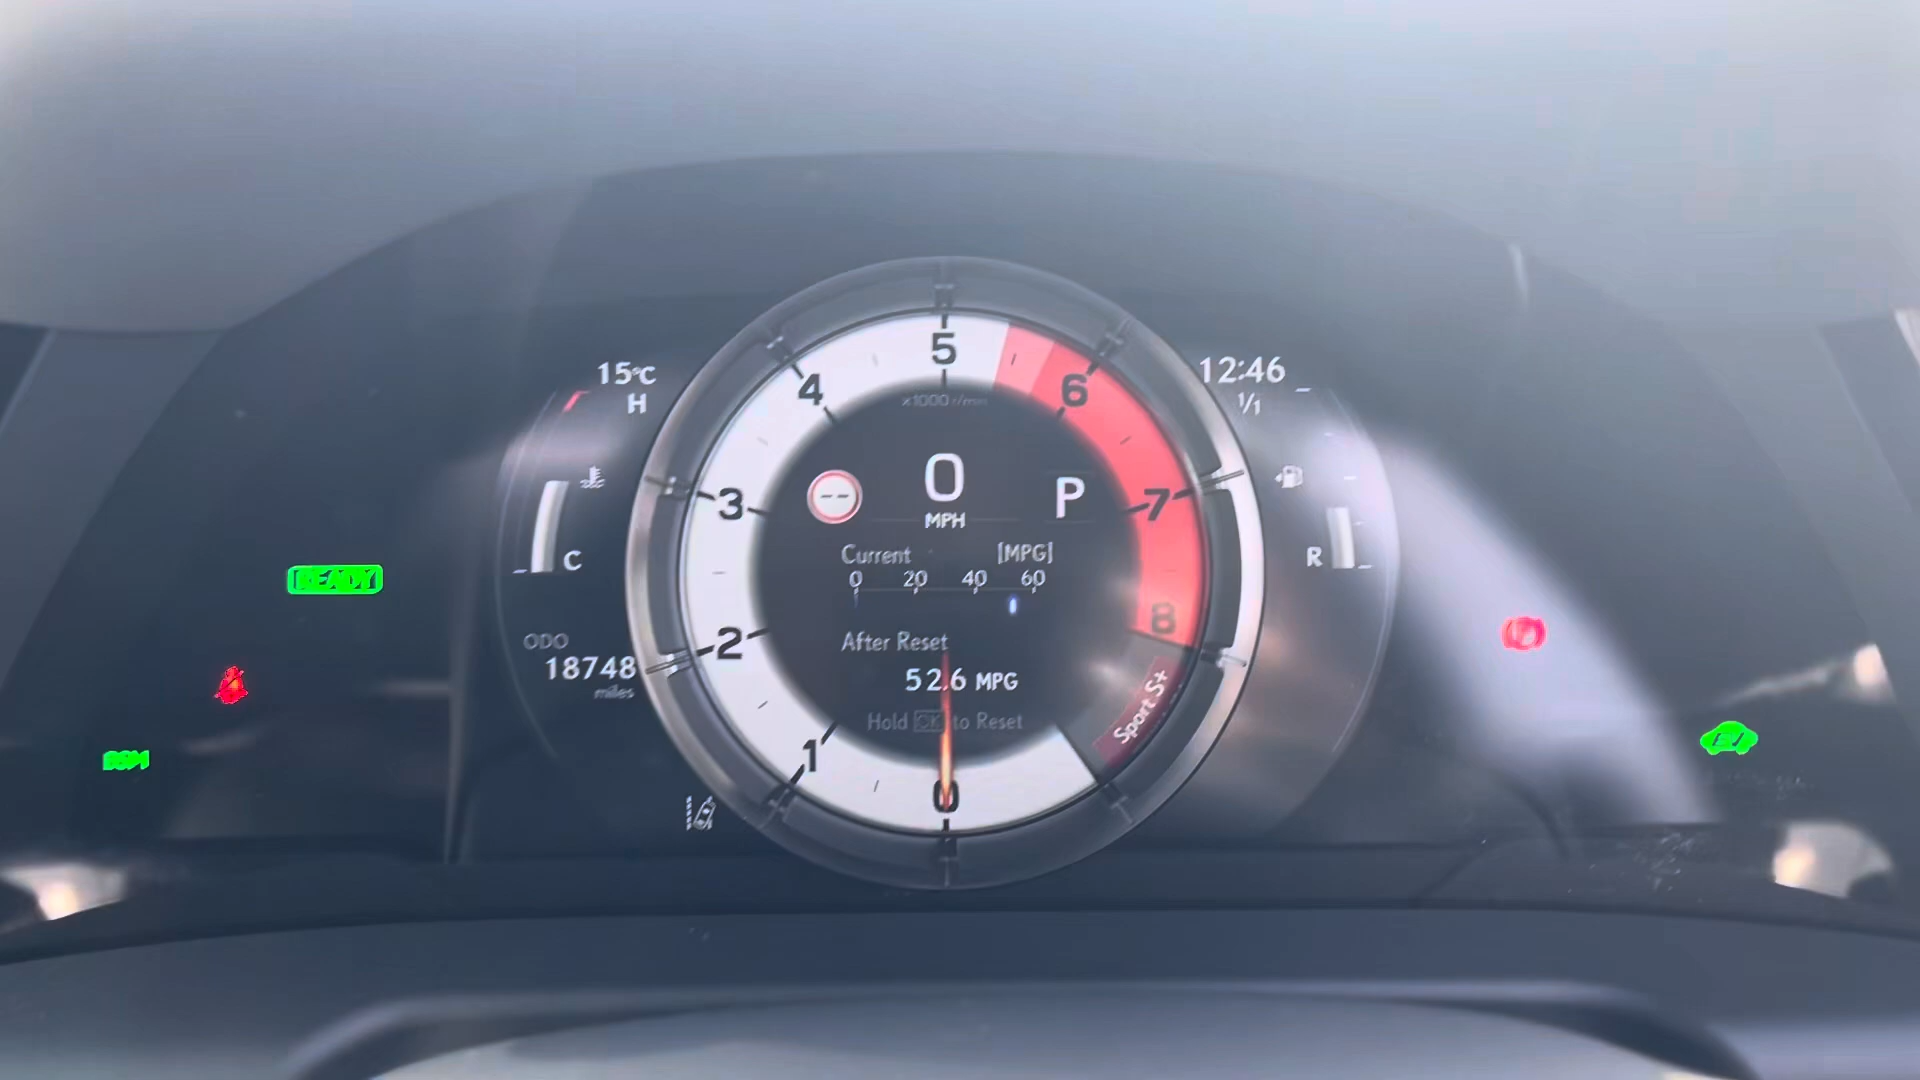 15°C
H
C
READY
ODO
18748
miles
BSM
5
4
6
3
7
2
8
1
0
x1000 r/min
0
MPH
--
P
Current [MPG]
0 20 40 60
After Reset
52.6 MPG
Hold OK to Reset
Sport S+
12:46
1/1
R
EV